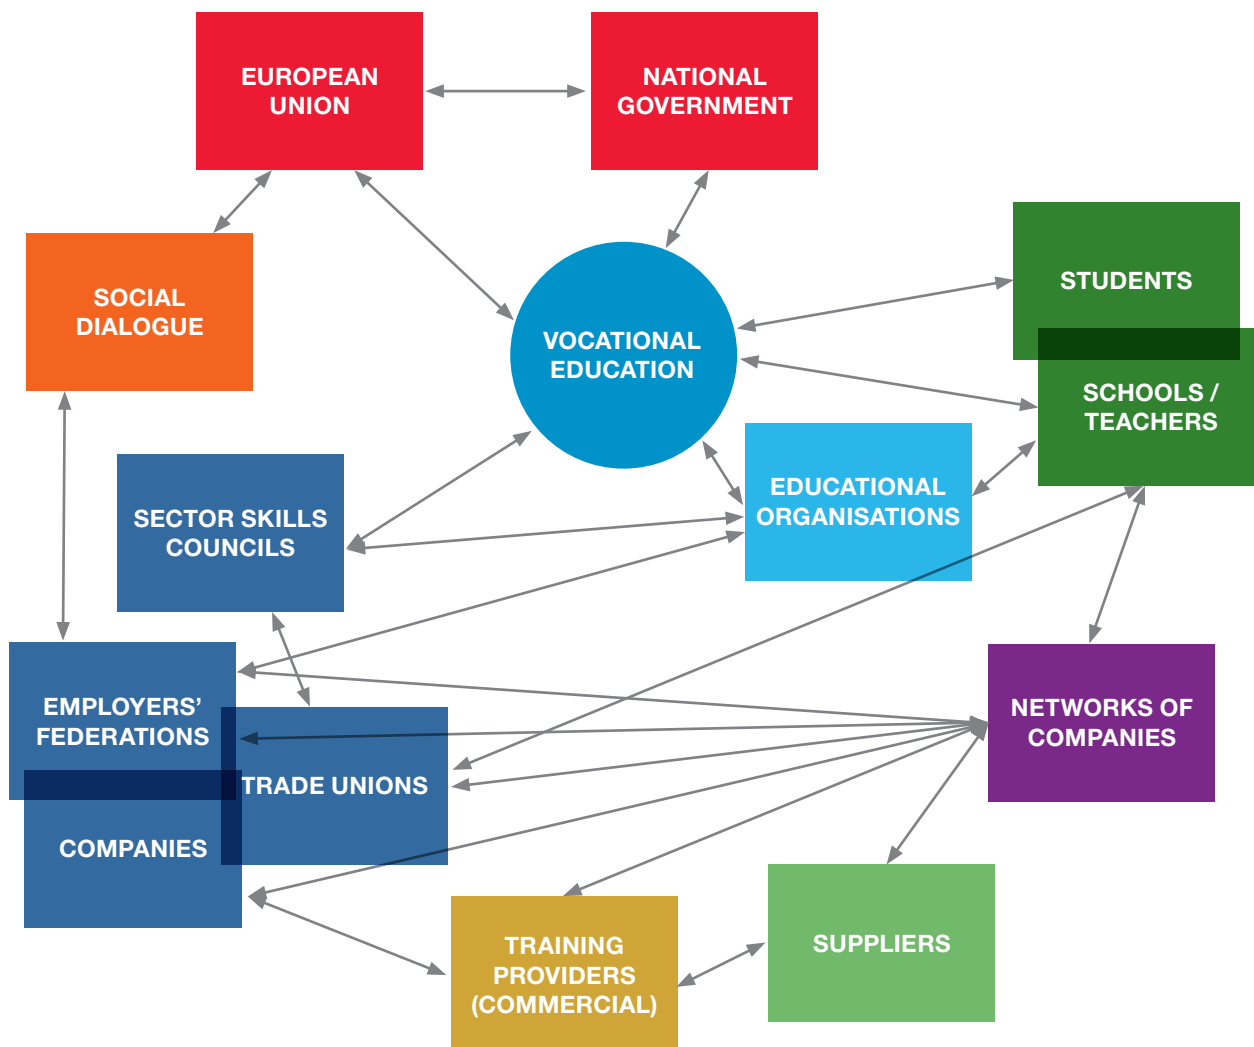 EUROPEAN
UNION
NATIONAL
GOVERNMENT
STUDENTS
SOCIAL
DIALOGUE
VOCATIONAL
EDUCATION
SCHOOLS /
TEACHERS
EDUCATIONAL
ORGANISATIONS
SECTOR SKILLS
COUNCILS
EMPLOYERS’
FEDERATIONS
NETWORKS OF
COMPANIES
TRADE UNIONS
COMPANIES
TRAINING
PROVIDERS
(COMMERCIAL)
SUPPLIERS